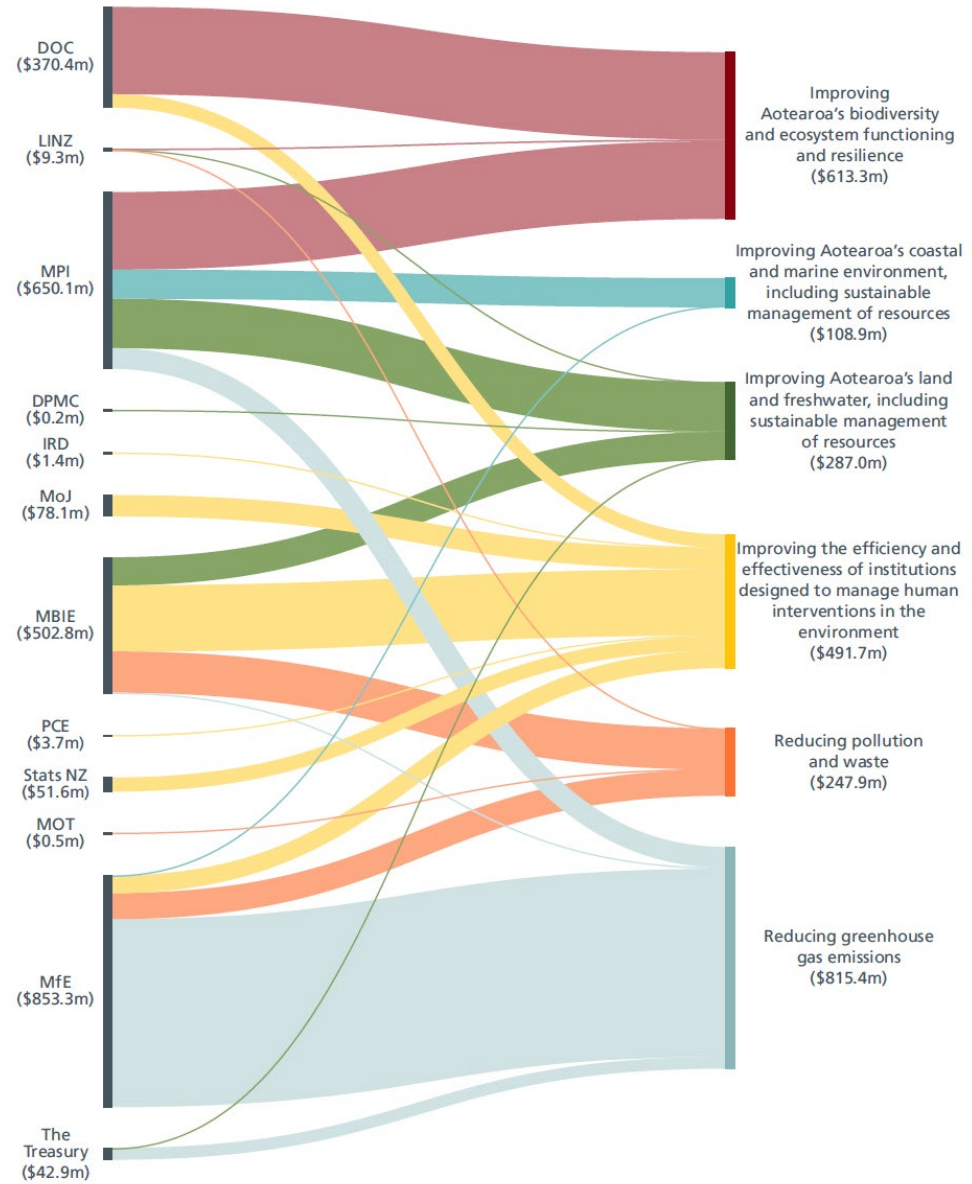 DOC
($370.4m)
LINZ
($9.3m)
MPI
($650.1m)
DPMC
($0.2m)
IRD
($1.4m)
MoJ
($78.1m)
MBIE
($502.8m)
PCE
($3.7m)
Stats NZ
($51.6m)
MOT
($0.5m)
MfE
($853.3m)
The
Treasury
($42.9m)
Improving
Aotearoa’s biodiversity
and ecosystem functioning
and resilience
($613.3m)
Improving Aotearoa’s coastal
and marine environment,
including sustainable
management of resources
($108.9m)
Improving Aotearoa’s land
and freshwater, including
sustainable management
of resources
($287.0m)
Improving the efficiency and
effectiveness of institutions
designed to manage human
interventions in the
environment
($491.7m)
Reducing pollution
and waste
($247.9m)
Reducing greenhouse
gas emissions
($815.4m)